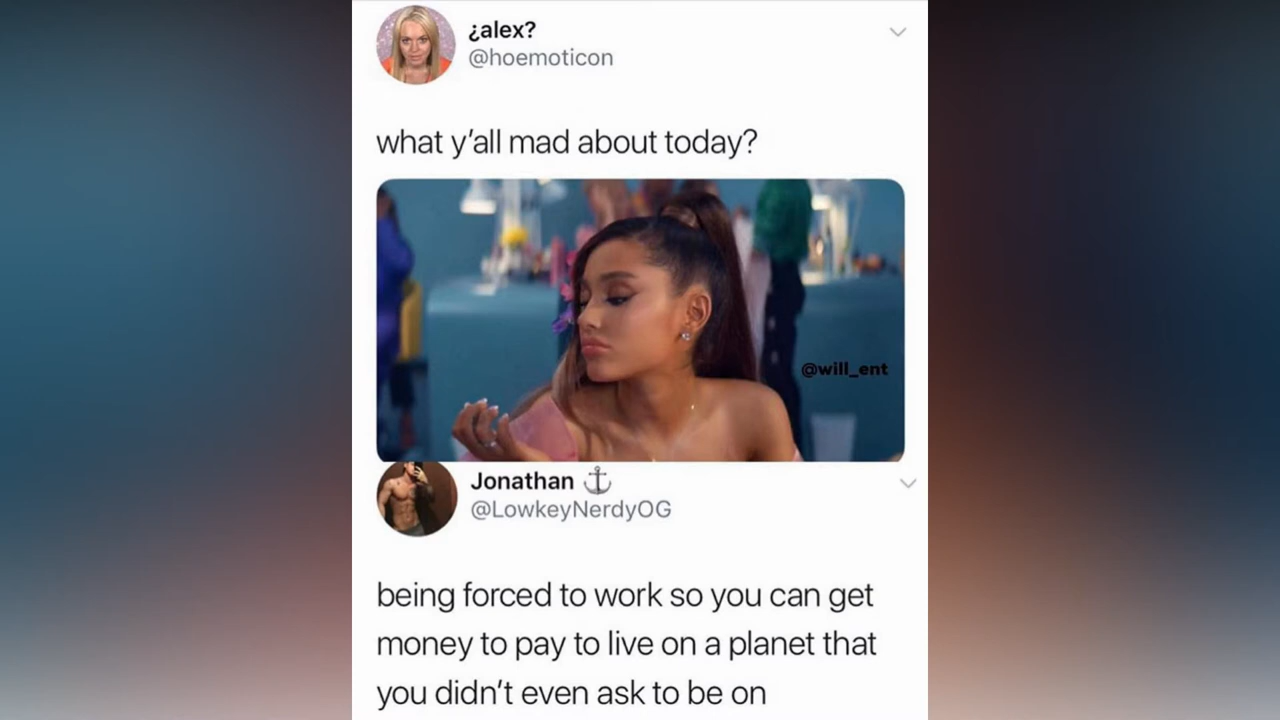 ¿alex?
@hoemoticon
what y'all mad about today?
@will_ent
Jonathan ⚓
@LowkeyNerdyOG
being forced to work so you can get
money to pay to live on a planet that
you didn't even ask to be on